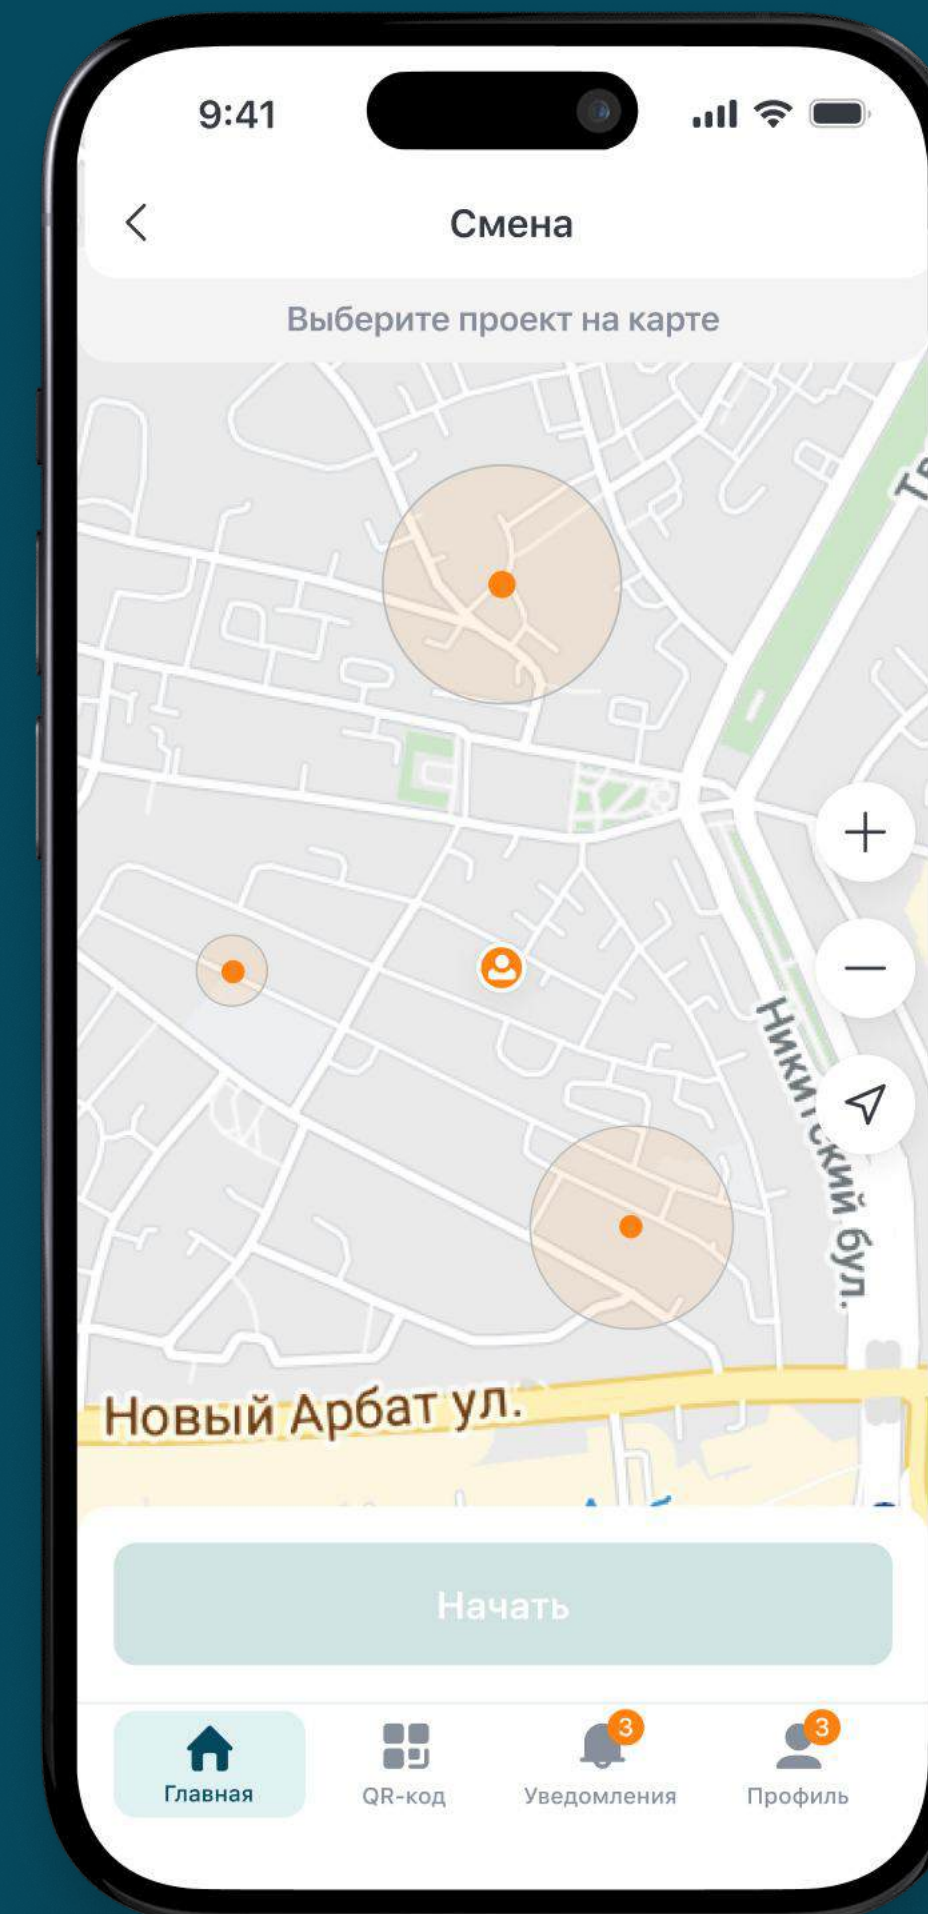 9:41
Смена
Выберите проект на карте
Никитский бул.
Новый Арбат ул.
Начать
3
3
Главная
QR-код
Уведомления
Профиль